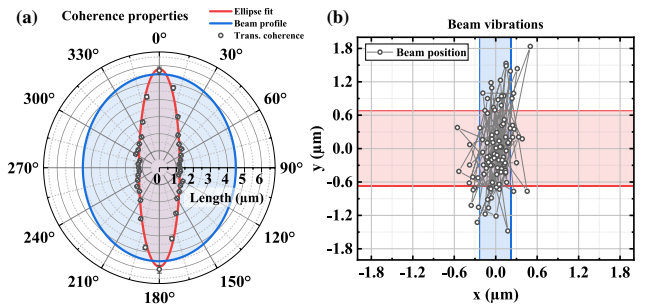 (a) Coherence properties
Ellipse fit
Beam profile
Trans. coherence
0°
330° 30°
300° 60°
270° 90°
0 1 2 3 4 5 6
Length (µm)
240° 120°
210° 150°
180°
(b) Beam vibrations
Beam position
1.8
1.2
0.6
0.0
-0.6
-1.2
-1.8
y (µm)
-1.8 -1.2 -0.6 0.0 0.6 1.2 1.8
x (µm)